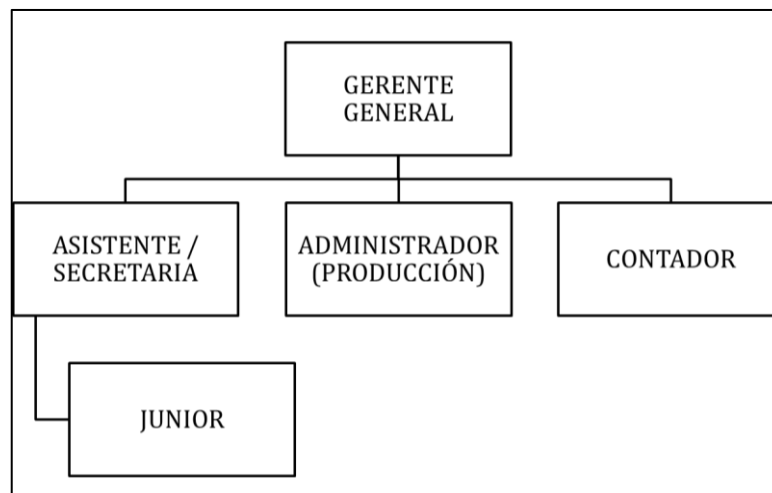 GERENTE
GENERAL
ASISTENTE /
SECRETARIA
ADMINISTRADOR
(PRODUCCIÓN)
CONTADOR
JUNIOR